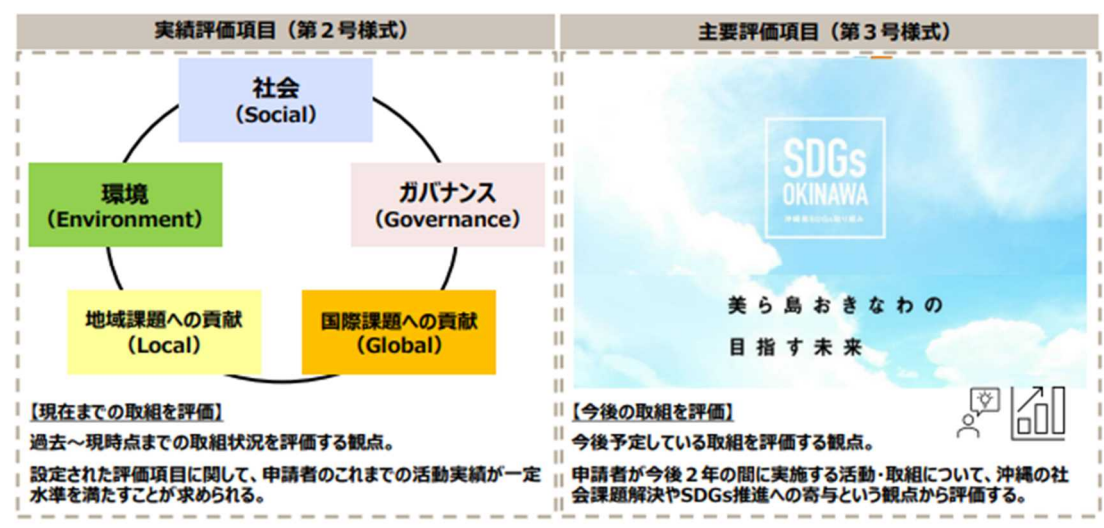 実績評価項目（第２号様式）
社会
（Social）
環境
（Environment）
ガバナンス
（Governance）
地域課題への貢献
（Local）
国際課題への貢献
（Global）
【現在までの取組を評価】
過去～現時点までの取組状況を評価する観点。
設定された評価項目に関して、申請者のこれまでの活動実績が一定
水準を満たすことが求められる。
主要評価項目（第３号様式）
SDGs
OKINAWA
沖縄県SDGs取り組み
美ら島おきなわの
目指す未来
【今後の取組を評価】
今後予定している取組を評価する観点。
申請者が今後２年の間に実施する活動・取組について、沖縄の社
会課題解決やSDGs推進への寄与という観点から評価する。